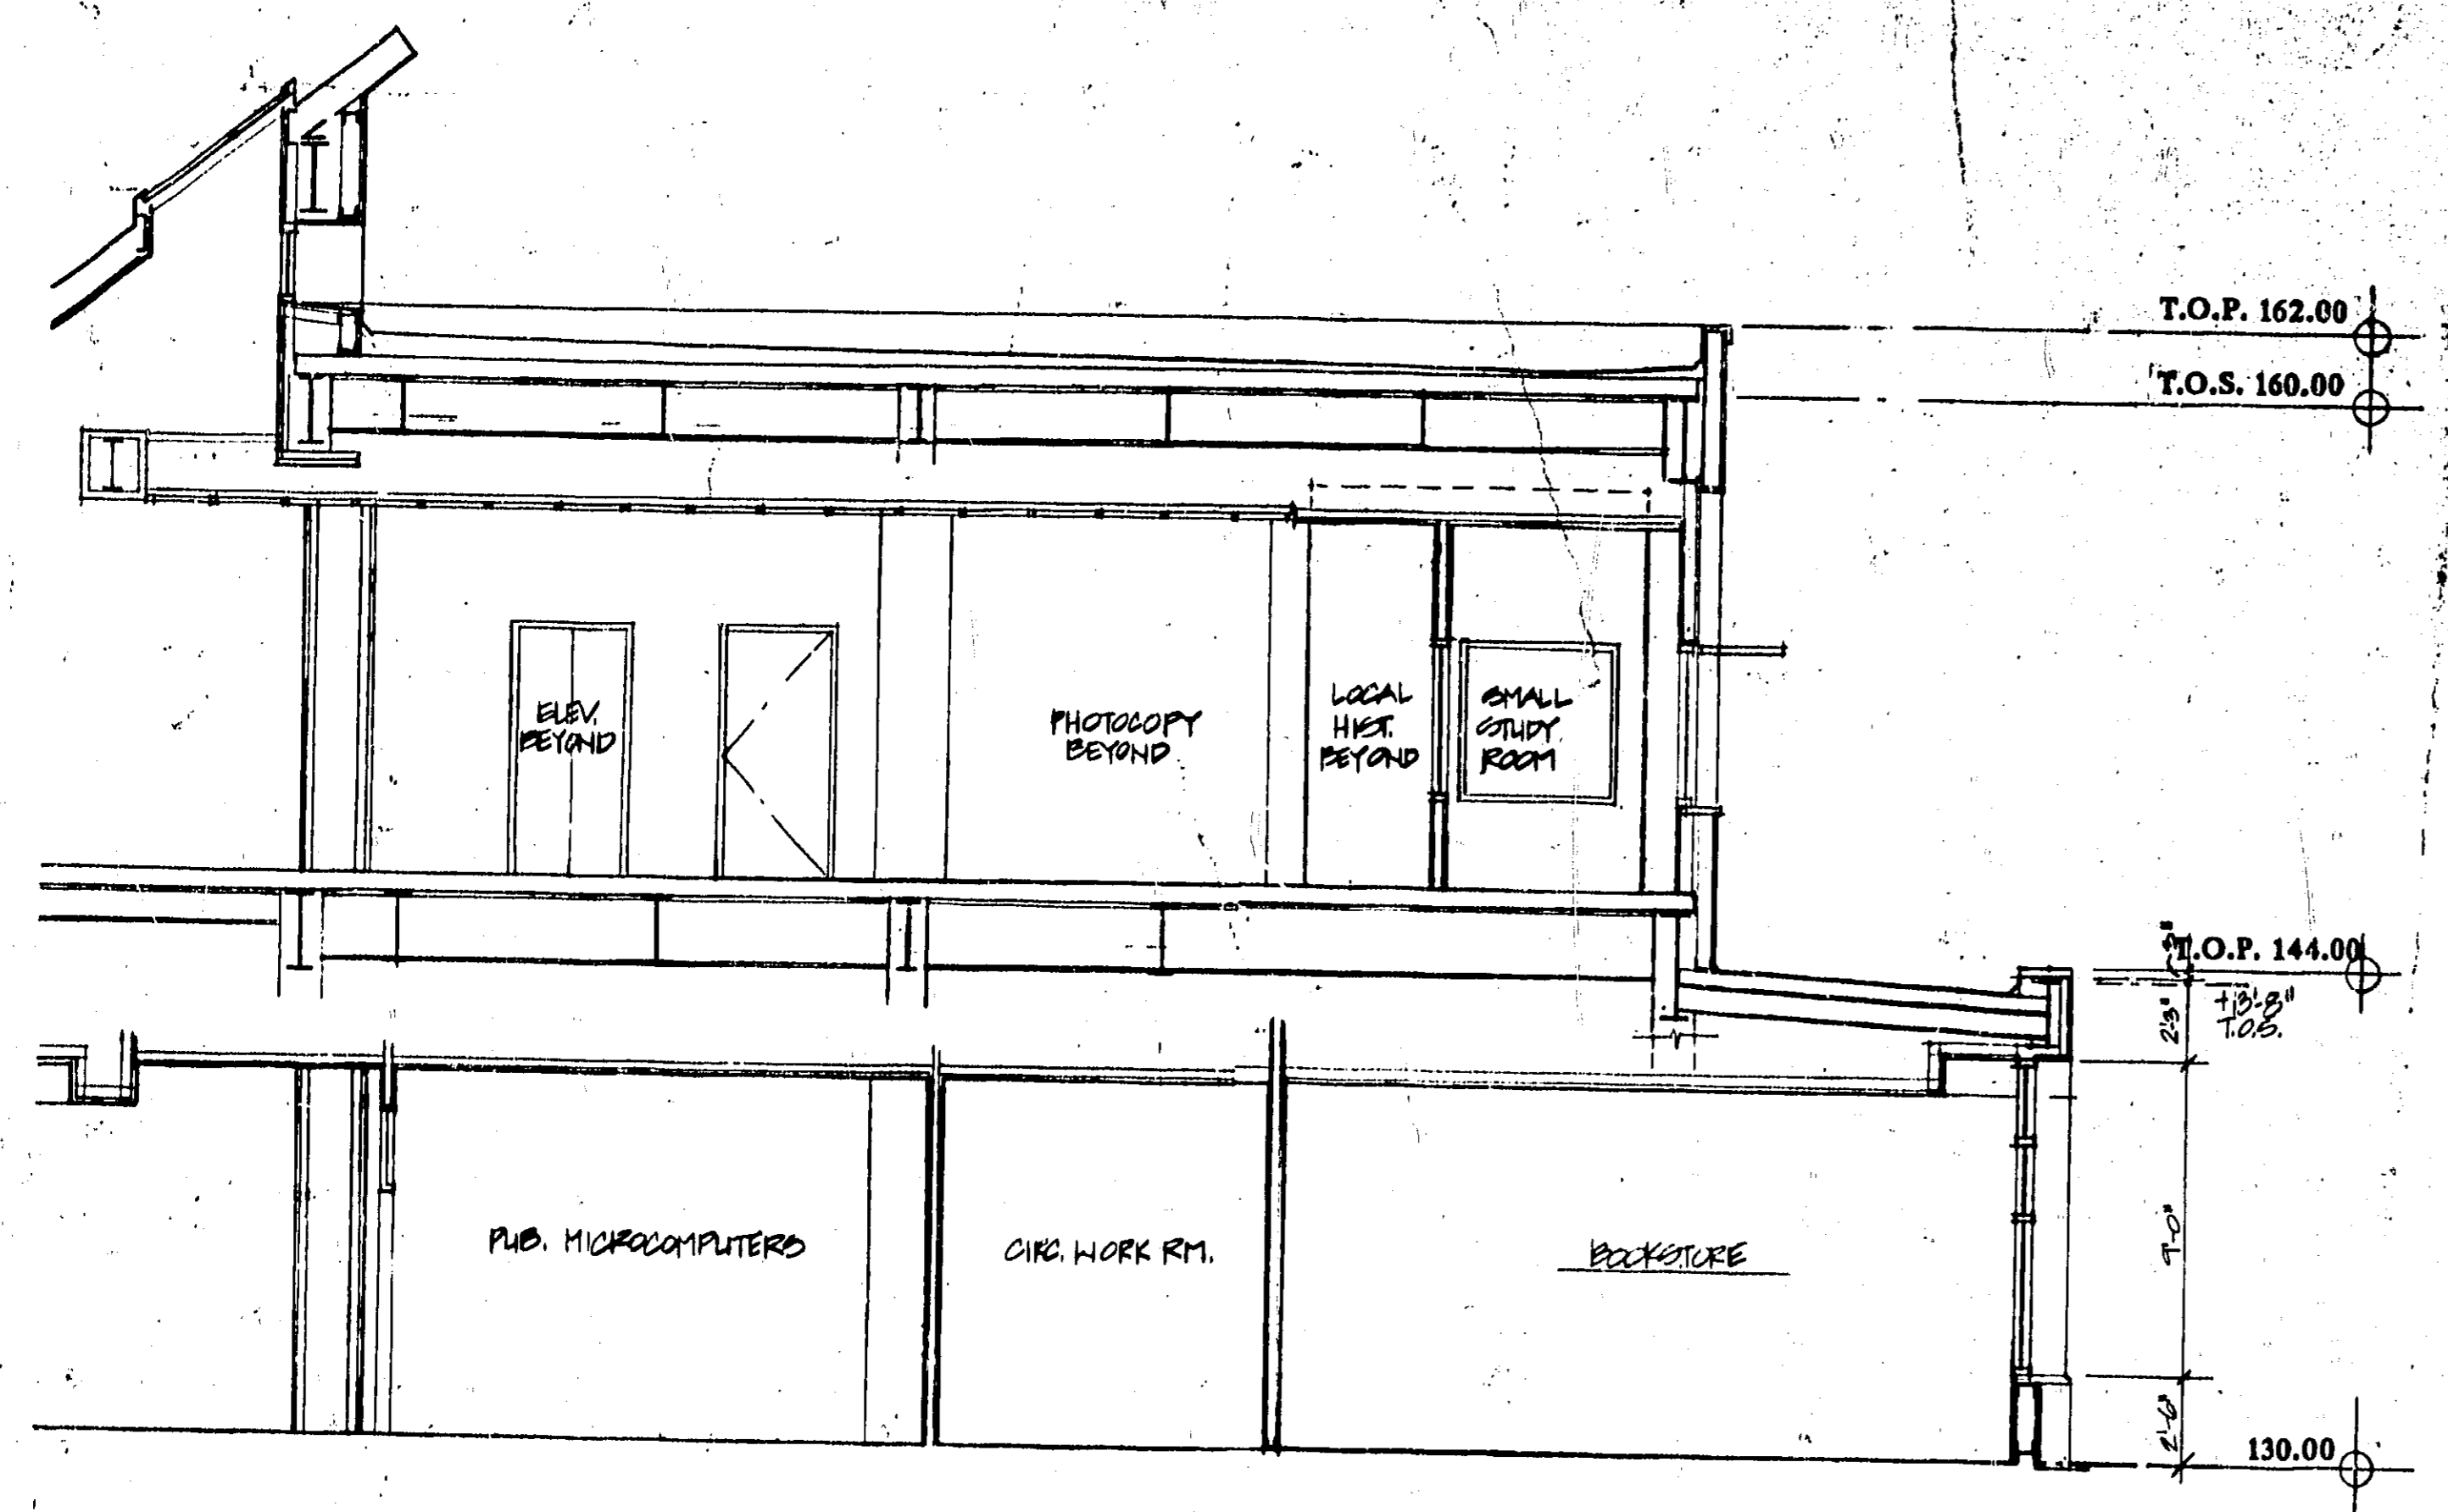 T.O.P. 162.00
T.O.S. 160.00
ELEV.
BEYOND
PHOTOCOPY
BEYOND
LOCAL
HIST.
BEYOND
SMALL
STUDY
ROOM
T.O.P. 144.00
+13'-8"
T.O.S.
2'3"
9'-0"
2'-6"
PUB. MICROCOMPUTERS
CIRC. WORK RM.
BOOKSTORE
130.00